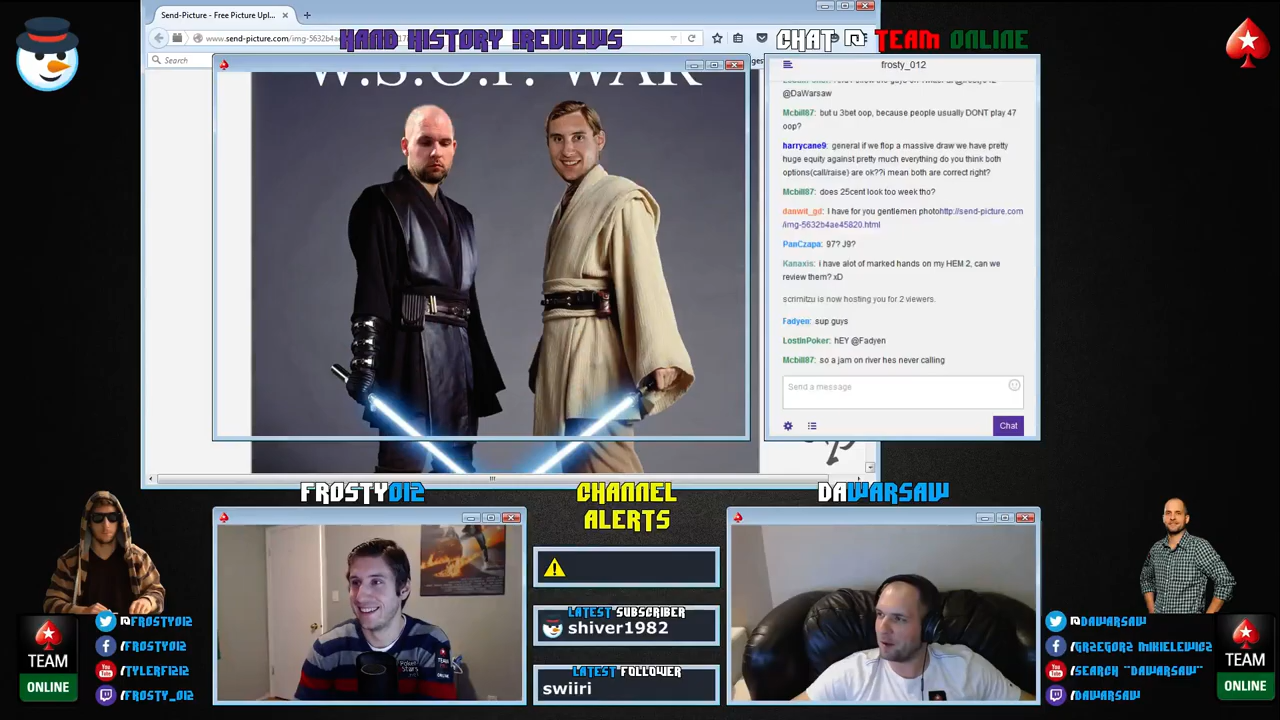 Send-Picture - Free Picture Upl...
www.send-picture.com/img-5632b4a
Search
HAND HISTORY !REVIEWS
CHAT @ TEAM ONLINE
W.S.O.P. WAR
frosty_012
@DaWarsaw
Mcbill87: but u 3bet oop, because people usually DONT play 47
oop?
harrycane9: general if we flop a massive draw we have pretty
huge equity against pretty much everything do you think both
options(call/raise) are ok??i mean both are correct right?
Mcbill87: does 25cent look too week tho?
danwit_gd: I have for you gentlemen photohttp://send-picture.com
/img-5632b4ae45820.html
PanCzapa: 97? J9?
Kanaxis: i have alot of marked hands on my HEM 2, can we
review them? xD
scrimitzu is now hosting you for 2 viewers.
Fadyen: sup guys
LostInPoker: hEY @Fadyen
Mcbill87: so a jam on river hes never calling
Send a message
Chat
FROSTY012
CHANNEL
ALERTS
DAWARSAW
LATEST SUBSCRIBER
shiver1982
LATEST FOLLOWER
swiiri
TEAM
ONLINE
@FROSTY012
/FROSTY012
/TYLERF1212
/FROSTY_012
@DAWARSAW
/GRZEGORZ MIKIELEWICZ
/SEARCH "DAWARSAW"
/DAWARSAW
TEAM
ONLINE